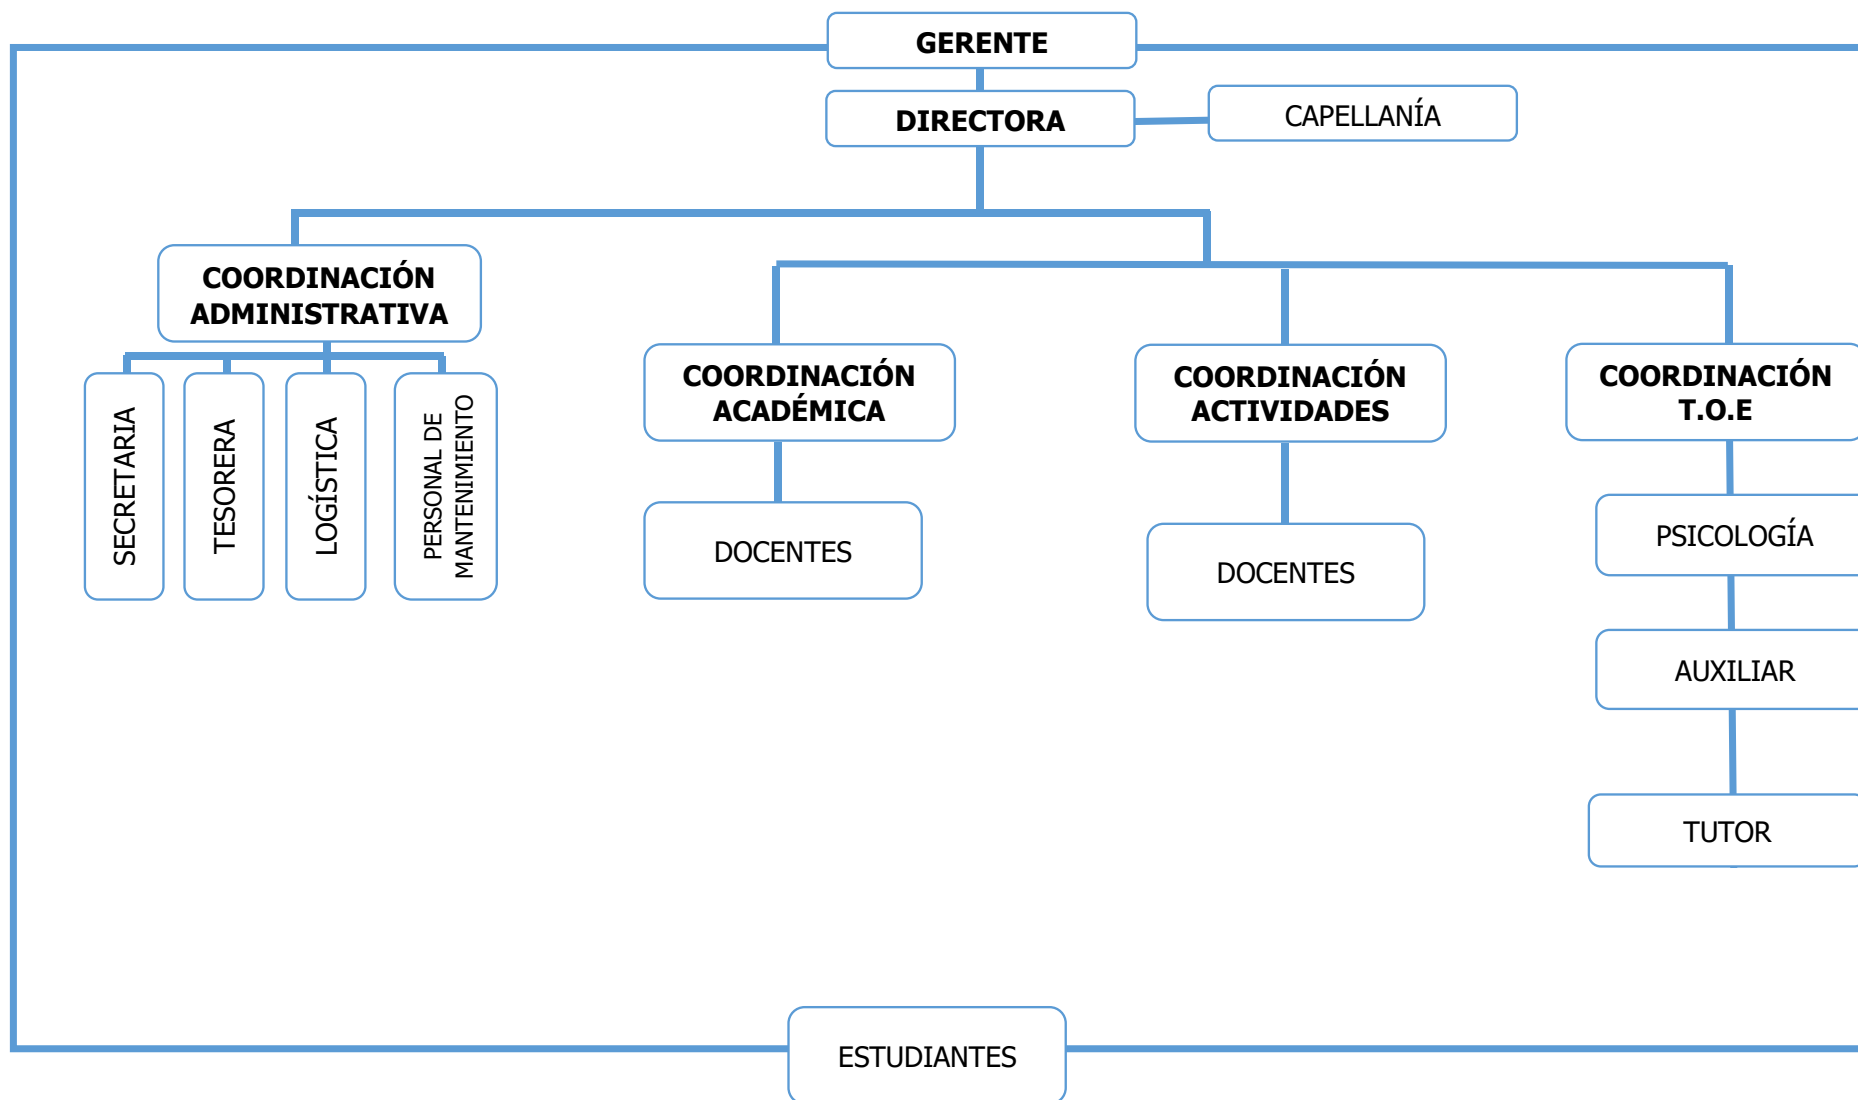 GERENTE
DIRECTORA
CAPELLANÍA
COORDINACIÓN
ADMINISTRATIVA
SECRETARIA
TESORERA
LOGÍSTICA
PERSONAL DE
MANTENIMIENTO
COORDINACIÓN
ACADÉMICA
DOCENTES
COORDINACIÓN
ACTIVIDADES
DOCENTES
COORDINACIÓN
T.O.E
PSICOLOGÍA
AUXILIAR
TUTOR
ESTUDIANTES